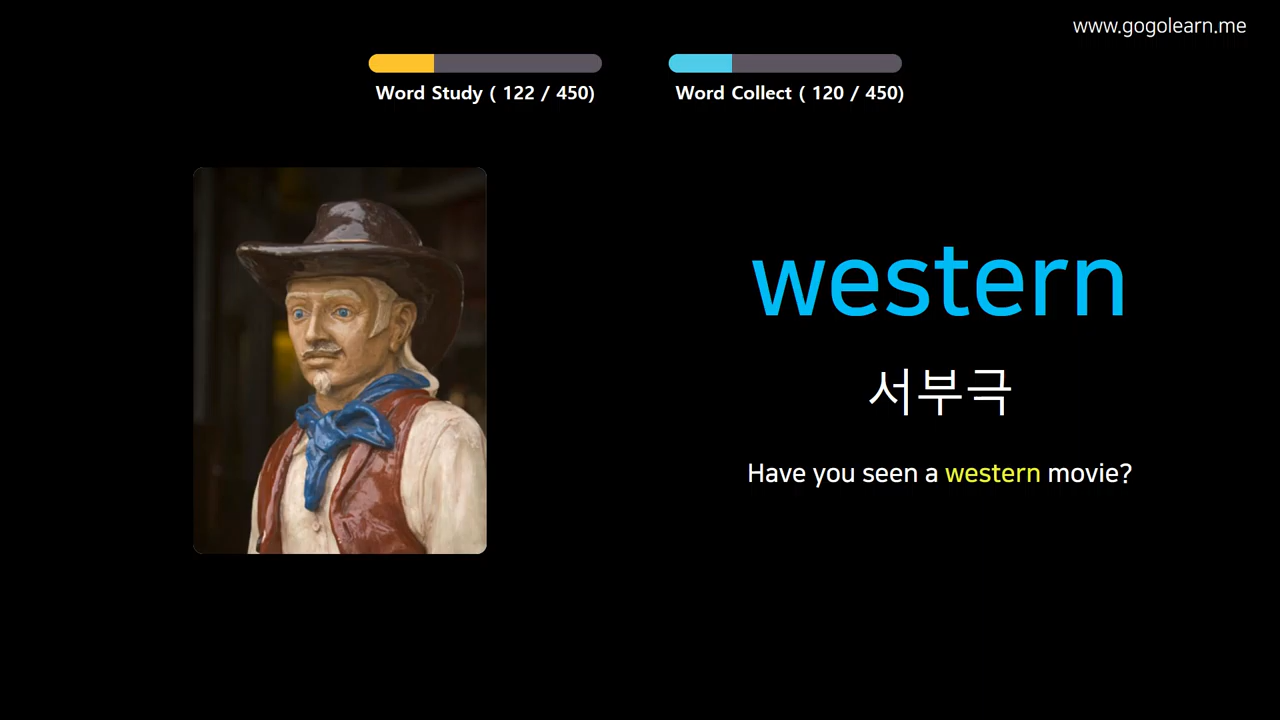 www.gogolearn.me
Word Study ( 122 / 450)
Word Collect ( 120 / 450)
western
서부극
Have you seen a western movie?